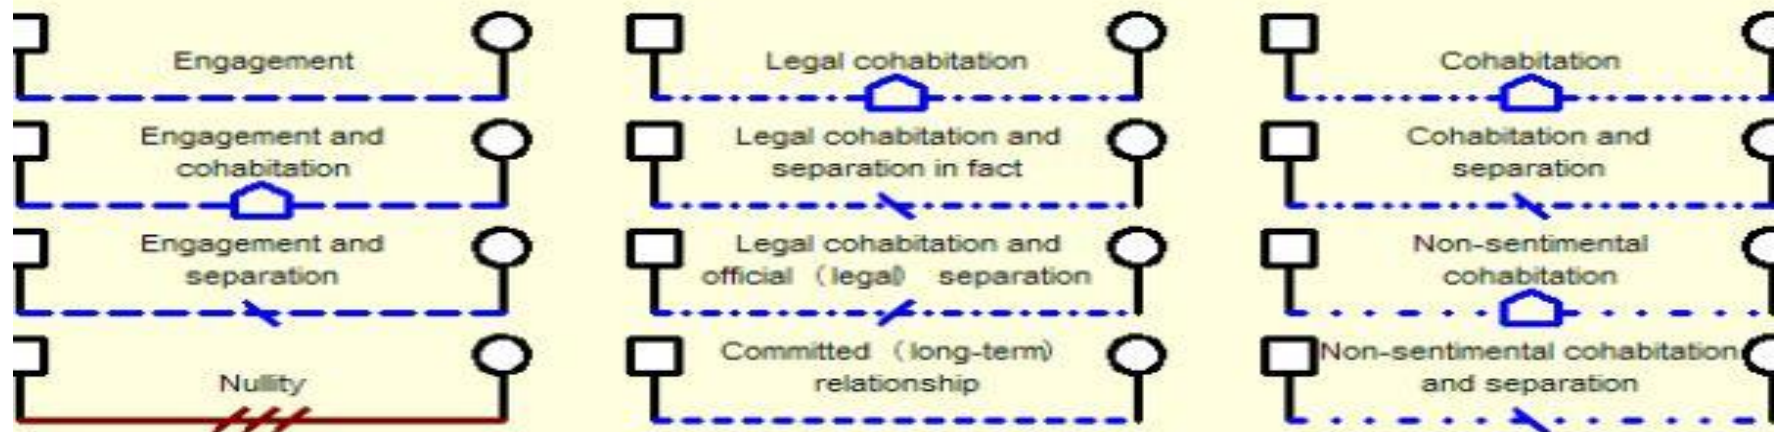 Engagement
Legal cohabitation
Cohabitation
Engagement and
cohabitation
Legal cohabitation and
separation in fact
Cohabitation and
separation
Engagement and
separation
Legal cohabitation and
official (legal) separation
Non-sentimental
cohabitation
Nullity
Committed (long-term)
relationship
Non-sentimental cohabitation
and separation